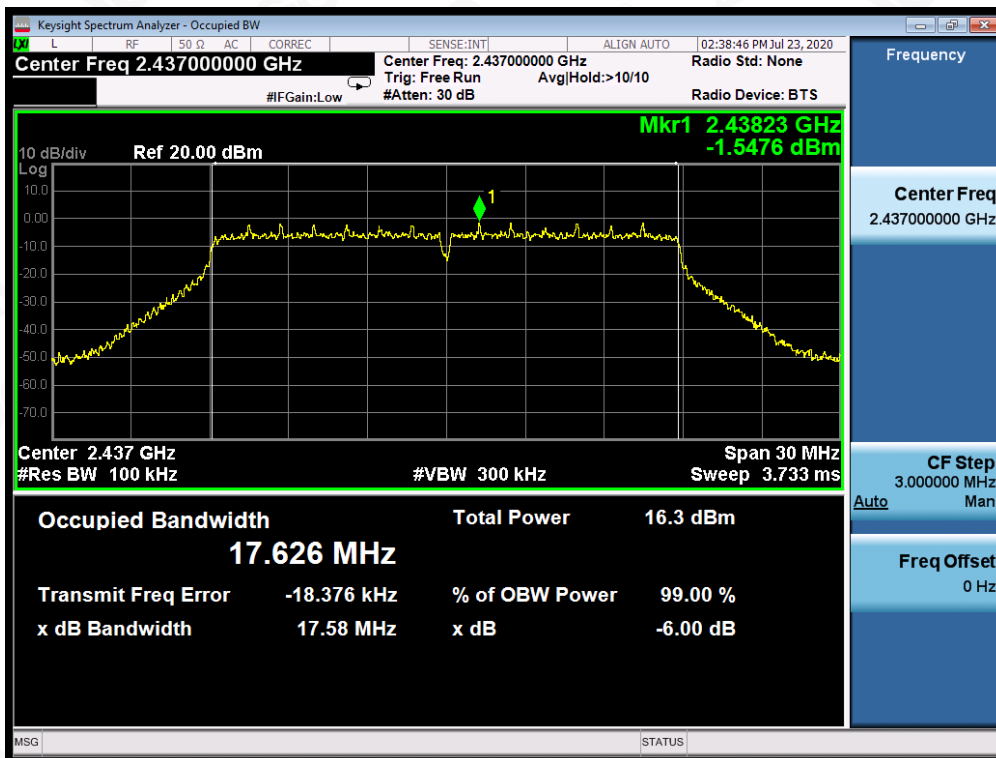 Keysight Spectrum Analyzer - Occupied BW
LXI L RF 50 Ω AC CORREC SENSE:INT ALIGN AUTO 02:38:46 PM Jul 23, 2020
Center Freq 2.437000000 GHz
Center Freq: 2.437000000 GHz Radio Std: None
Trig: Free Run Avg|Hold:>10/10
#IFGain:Low #Atten: 30 dB Radio Device: BTS
Mkr1 2.43823 GHz
-1.5476 dBm
10 dB/div Ref 20.00 dBm
Log
10.0
0.00
-10.0
-20.0
-30.0
-40.0
-50.0
-60.0
-70.0
1
Center 2.437 GHz Span 30 MHz
#Res BW 100 kHz #VBW 300 kHz Sweep 3.733 ms
Occupied Bandwidth Total Power 16.3 dBm
17.626 MHz
Transmit Freq Error -18.376 kHz % of OBW Power 99.00 %
x dB Bandwidth 17.58 MHz x dB -6.00 dB
MSG STATUS
Frequency
Center Freq
2.437000000 GHz
CF Step
3.000000 MHz
Auto Man
Freq Offset
0 Hz